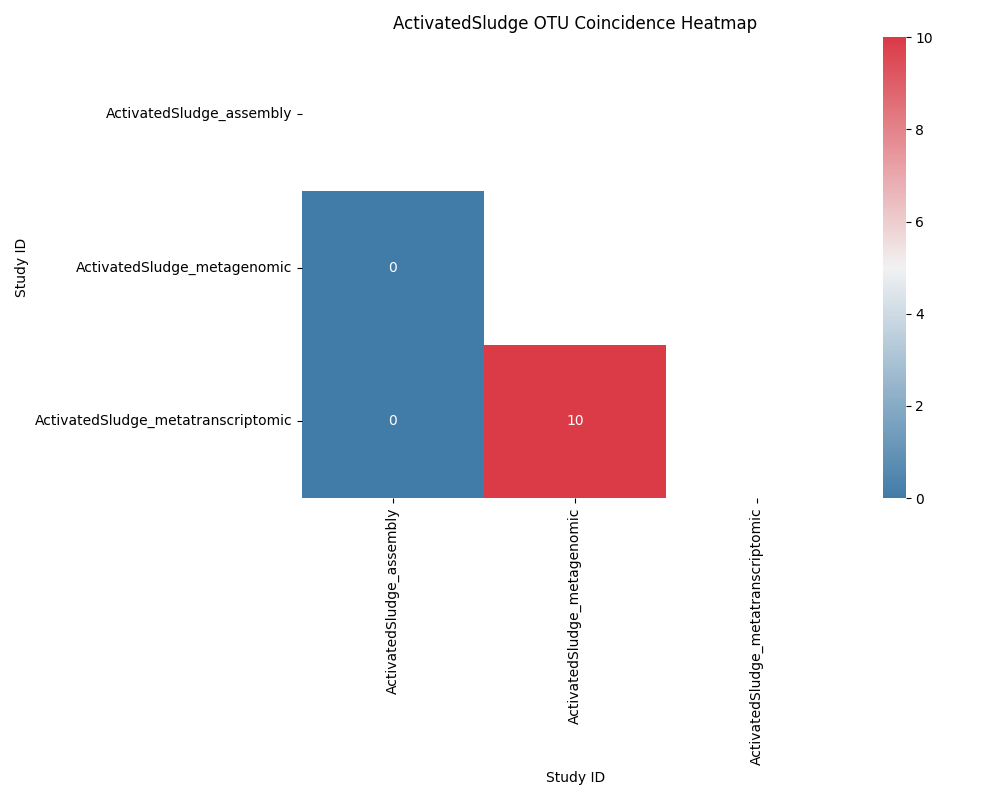 ActivatedSludge OTU Coincidence Heatmap
Study ID
ActivatedSludge_assembly
ActivatedSludge_metagenomic
ActivatedSludge_metatranscriptomic
0
0
10
ActivatedSludge_assembly
ActivatedSludge_metagenomic
ActivatedSludge_metatranscriptomic
Study ID
10
8
6
4
2
0